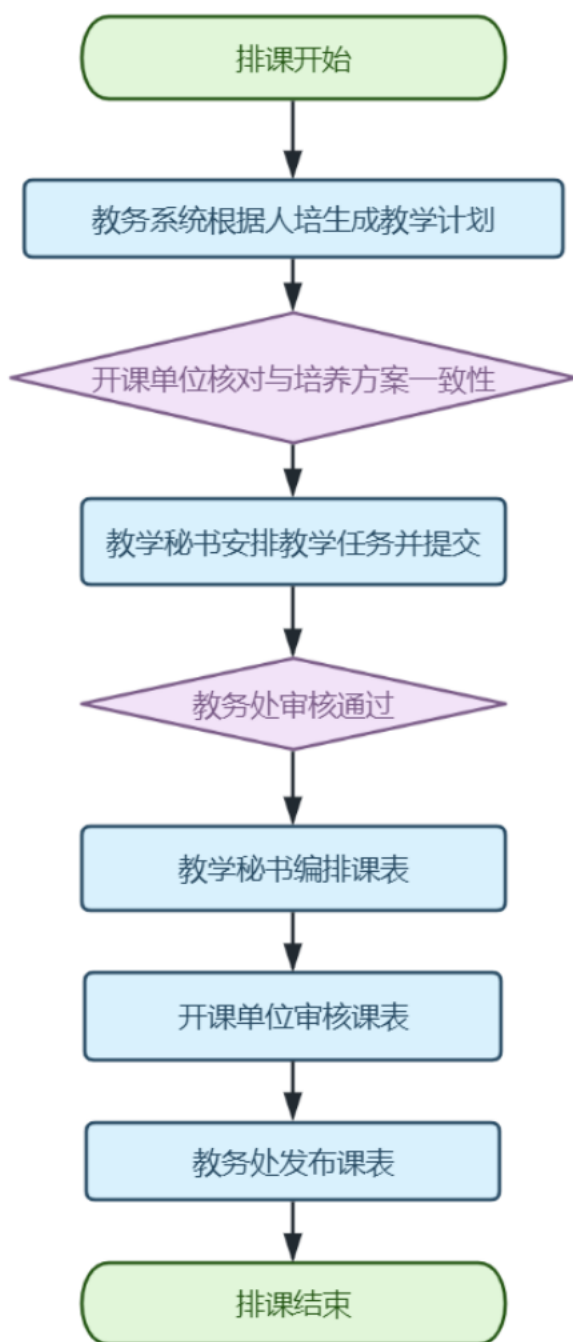 排课开始
教务系统根据人培生成教学计划
开课单位核对与培养方案一致性
教学秘书安排教学任务并提交
教务处审核通过
教学秘书编排课表
开课单位审核课表
教务处发布课表
排课结束